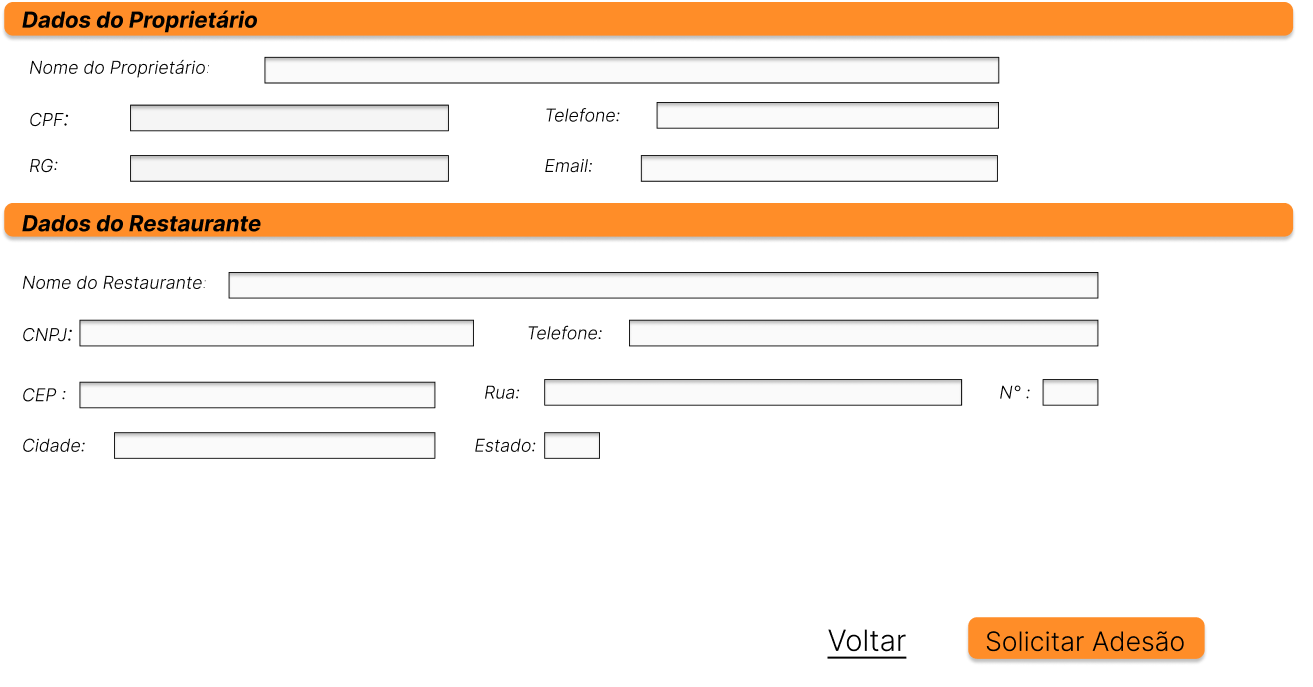 Dados do Proprietário
Nome do Proprietário:
CPF: Telefone:
RG: Email:
Dados do Restaurante
Nome do Restaurante:
CNPJ: Telefone:
CEP : Rua: N° :
Cidade: Estado:
Voltar Solicitar Adesão